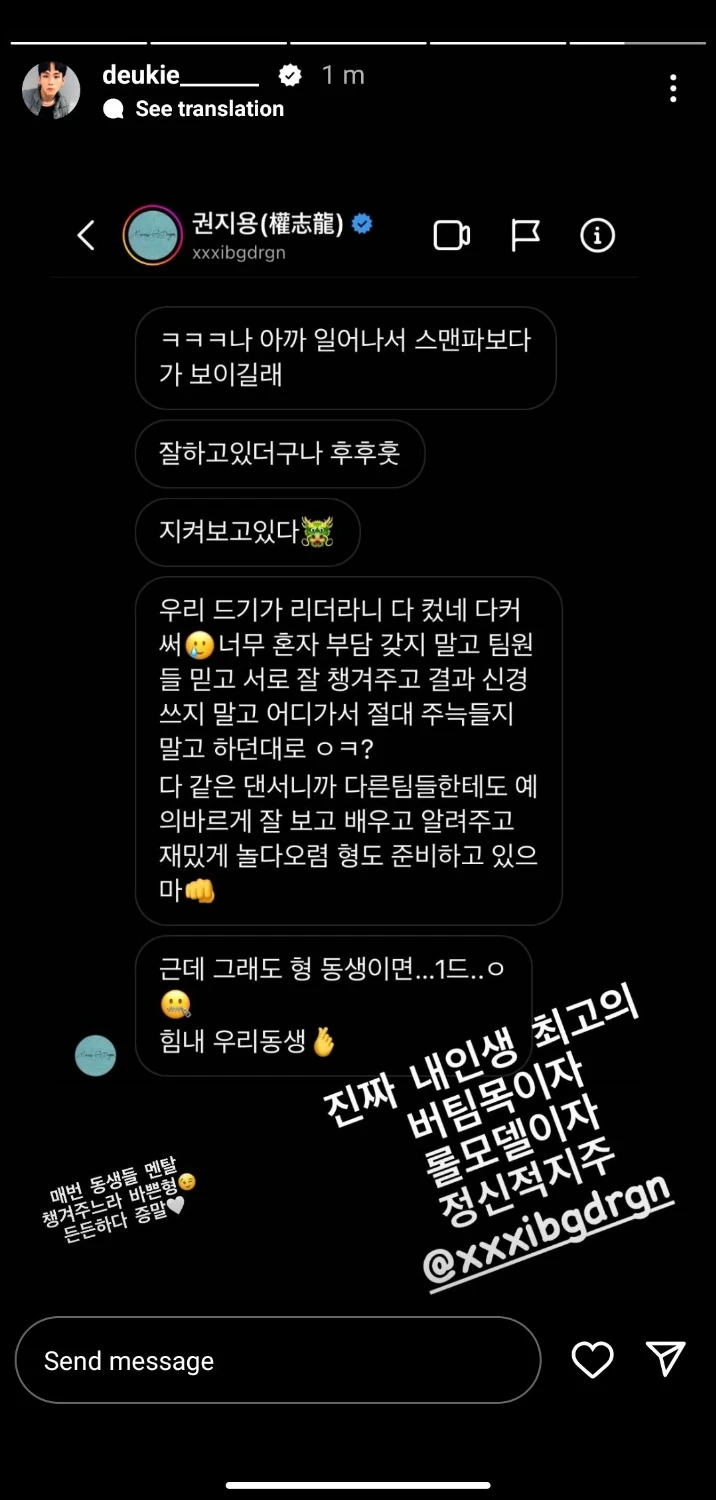 deukie_______ 1 m
See translation
권지용(權志龍)
xxxibgdrgn
ㅋㅋㅋ나 아까 일어나서 스맨파보다
가 보이길래
잘하고있더구나 후후훗
지켜보고있다🐲
우리 드기가 리더라니 다 컸네 다커
써🥲너무 혼자 부담 갖지 말고 팀원
들 믿고 서로 잘 챙겨주고 결과 신경
쓰지 말고 어디가서 절대 주눅들지
말고 하던대로 ㅇㅋ?
다 같은 댄서니까 다른팀들한테도 예
의바르게 잘 보고 배우고 알려주고
재밌게 놀다오렴 형도 준비하고 있으
마👊
근데 그래도 형 동생이면...1드..ㅇ
🤐
힘내 우리동생🫰
진짜 내인생 최고의
버팀목이자
롤모델이자
정신적지주
@xxxibgdrgn
매번 동생들 멘탈
챙겨주느라 바쁜형😉
든든하다 증말🤍
Send message